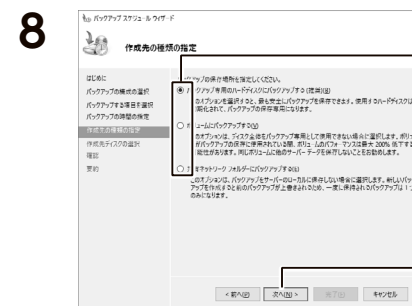 8
バックアップ スケジュール ウィザード
作成先の種類の指定
はじめに
バックアップの構成の選択
バックアップする項目を選択
バックアップの時間の指定
作成先の種類の指定
作成先ディスクの選択
確認
要約
バックアップの保存場所を指定してください。
バックアップ専用のハードディスクにバックアップする (推奨)(H)
このオプションを選択すると、最も安全にバックアップを保存できます。使用するハードディスクは
化され、バックアップの保存専用になります。
ボリュームにバックアップする(V)
このオプションは、ディスク全体をバックアップ専用として使用できない場合に選択します。ボリ
がバックアップの保存に使用されている間、ボリュームのパフォーマンスは最大 200% 低下する
可能性があります。同じボリュームに他のサーバー データを保存しないことをお勧めします。
ネットワーク フォルダーにバックアップする(S)
このオプションは、バックアップをサーバーのローカルに保存しない場合に選択します。新しいバッ
アップを作成すると前のバックアップが上書きされるため、一度に保持されるバックアップは 1
のみになります。
< 前へ(P)
次へ(N) >
完了(F)
キャンセル